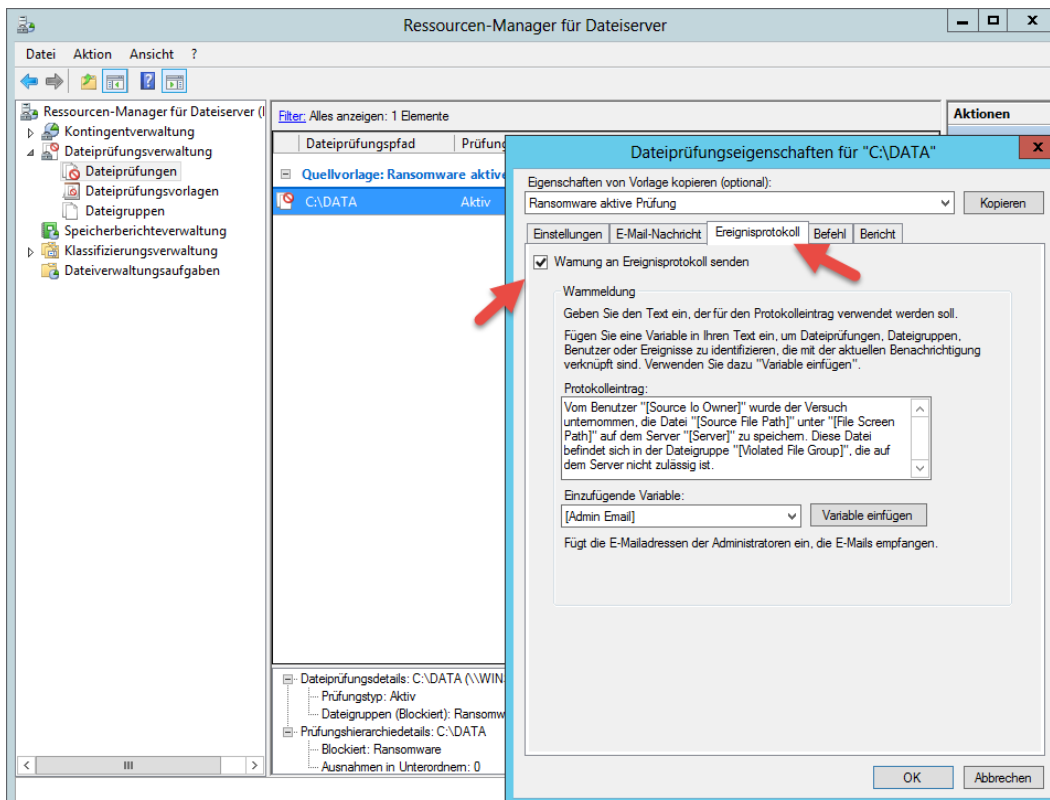 Ressourcen-Manager für Dateiserver
Datei Aktion Ansicht ?
Ressourcen-Manager für Dateiserver (
Kontingentverwaltung
Dateiprüfungsverwaltung
Dateiprüfungen
Dateiprüfungsvorlagen
Dateigruppen
Speicherberichteverwaltung
Klassifizierungsverwaltung
Dateiverwaltungsaufgaben
Filter: Alles anzeigen: 1 Elemente
Dateiprüfungspfad Prüfung
Quellvorlage: Ransomware aktive
C:\DATA Aktiv
Dateiprüfungsdetails: C:\DATA (\\WIN
Prüfungstyp: Aktiv
Dateigruppen (Blockiert): Ransomw
Prüfungshierarchiedetails: C:\DATA
Blockiert: Ransomware
Ausnahmen in Unterordnern: 0
Aktionen
Dateiprüfungseigenschaften für "C:\DATA"
Eigenschaften von Vorlage kopieren (optional):
Ransomware aktive Prüfung Kopieren
Einstellungen E-Mail-Nachricht Ereignisprotokoll Befehl Bericht
Warnung an Ereignisprotokoll senden
Warnmeldung
Geben Sie den Text ein, der für den Protokolleintrag verwendet werden soll.
Fügen Sie eine Variable in Ihren Text ein, um Dateiprüfungen, Dateigruppen,
Benutzer oder Ereignisse zu identifizieren, die mit der aktuellen Benachrichtigung
verknüpft sind. Verwenden Sie dazu "Variable einfügen".
Protokolleintrag:
Vom Benutzer "[Source Io Owner]" wurde der Versuch
unternommen, die Datei "[Source File Path]" unter "[File Screen
Path]" auf dem Server "[Server]" zu speichern. Diese Datei
befindet sich in der Dateigruppe "[Violated File Group]", die auf
dem Server nicht zulässig ist.
Einzufügende Variable:
[Admin Email] Variable einfügen
Fügt die E-Mailadressen der Administratoren ein, die E-Mails empfangen.
OK Abbrechen